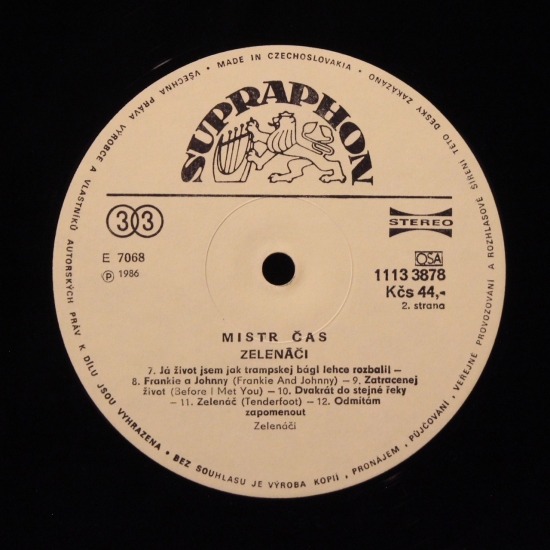 MADE IN CZECHOSLOVAKIA • VŠECHNA PRÁVA VÝROBCE A VLASTNÍKŮ AUTORSKÝCH PRÁV K DÍLU JSOU VYHRAZENA • BEZ SOUHLASU JE VÝROBA KOPIÍ, PRONÁJEM, PŮJČOVÁNÍ, VEŘEJNÉ PROVOZOVÁNÍ A ROZHLASOVÉ ŠÍŘENÍ TÉTO DESKY ZAKÁZÁNO •
SUPRAPHON
33
STEREO
E 7068
OSA
Ⓟ 1986
1113 3878
Kčs 44,-
2. strana
MISTR ČAS
ZELENÁČI
7. Já život jsem jak trampskej bágl lehce rozbalil –
8. Frankie a Johnny (Frankie And Johnny) – 9. Zatracenej
život (Before I Met You) – 10. Dvakrát do stejné řeky
– 11. Zelenáč (Tenderfoot) – 12. Odmítám
zapomenout
Zelenáči